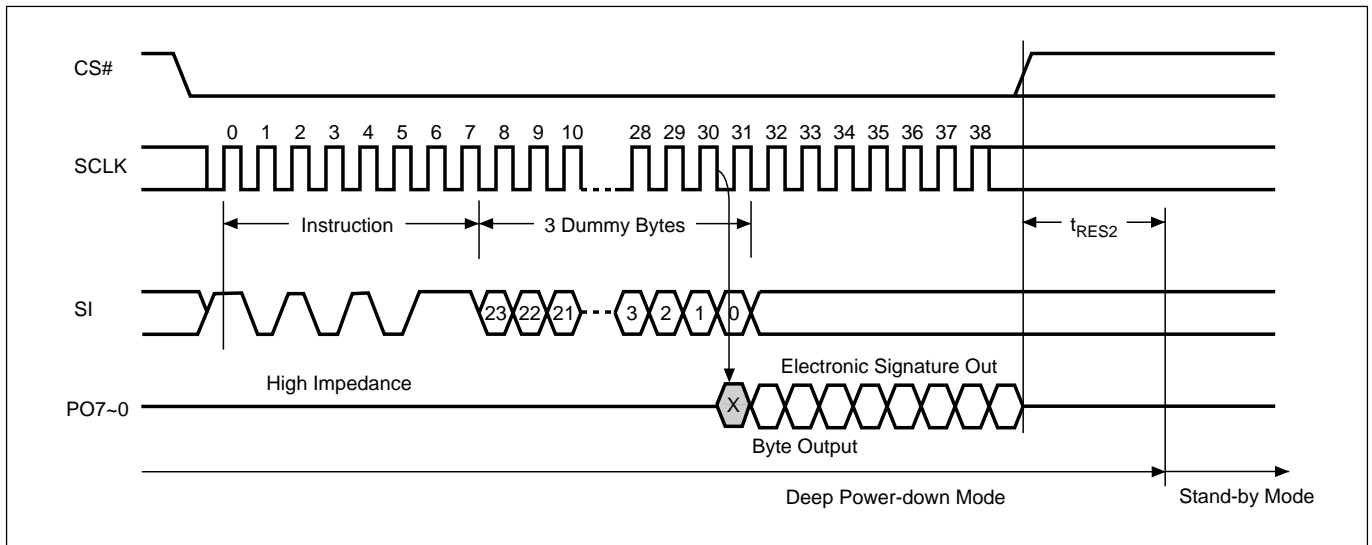 CS#
0 1 2 3 4 5 6 7 8 9 10 28 29 30 31 32 33 34 35 36 37 38
SCLK
Instruction
3 Dummy Bytes
tRES2
SI
23 22 21 3 2 1 0
High Impedance
Electronic Signature Out
PO7~0
X
Byte Output
Deep Power-down Mode
Stand-by Mode